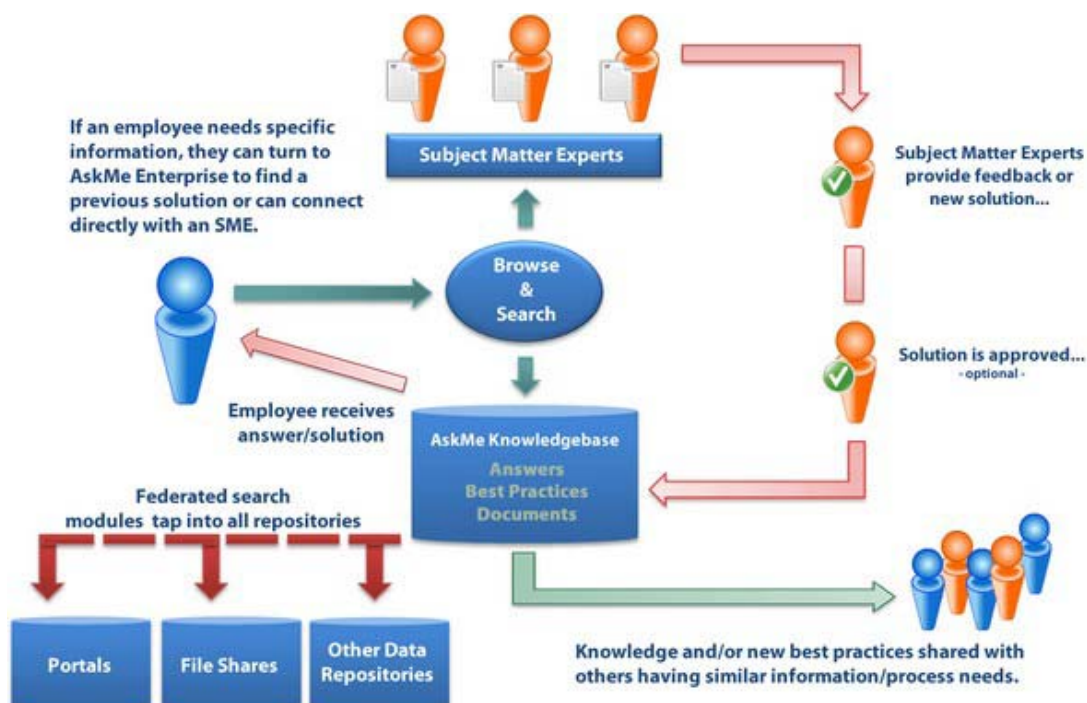 If an employee needs specific
information, they can turn to
AskMe Enterprise to find a
previous solution or can connect
directly with an SME.
Subject Matter Experts
Subject Matter Experts
provide feedback or
new solution...
Browse
&
Search
Solution is approved...
- optional -
Employee receives
answer/solution
AskMe Knowledgebase
Answers
Best Practices
Documents
Federated search
modules tap into all repositories
Portals
File Shares
Other Data
Repositories
Knowledge and/or new best practices shared with
others having similar information/process needs.